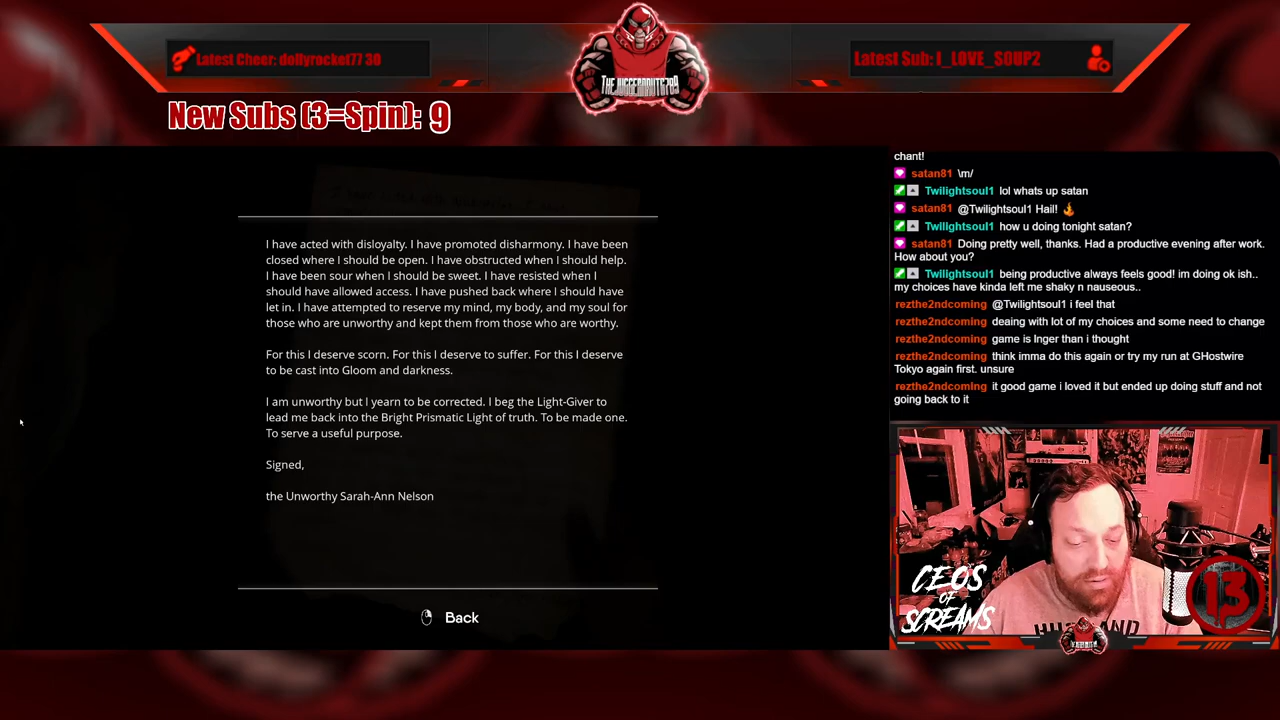 Latest Cheer: dollyrocket77 30
Latest Sub: I_LOVE_SOUP2
THEJUGGERNAUT6789
New Subs (3=Spin): 9
I have acted with disloyalty. I have promoted disharmony. I have been
closed where I should be open. I have obstructed when I should help.
I have been sour when I should be sweet. I have resisted when I
should have allowed access. I have pushed back where I should have
let in. I have attempted to reserve my mind, my body, and my soul for
those who are unworthy and kept them from those who are worthy.
For this I deserve scorn. For this I deserve to suffer. For this I deserve
to be cast into Gloom and darkness.
I am unworthy but I yearn to be corrected. I beg the Light-Giver to
lead me back into the Bright Prismatic Light of truth. To be made one.
To serve a useful purpose.
Signed,
the Unworthy Sarah-Ann Nelson
Back
chant!
satan81 \m/
Twilightsoul1 lol whats up satan
satan81 @Twilightsoul1 Hail! 🔥
Twilightsoul1 how u doing tonight satan?
satan81 Doing pretty well, thanks. Had a productive evening after work.
How about you?
Twilightsoul1 being productive always feels good! im doing ok ish..
my choices have kinda left me shaky n nauseous..
rezthe2ndcoming @Twilightsoul1 i feel that
rezthe2ndcoming deaing with lot of my choices and some need to change
rezthe2ndcoming game is lnger than i thought
rezthe2ndcoming think imma do this again or try my run at GHostwire
Tokyo again first. unsure
rezthe2ndcoming it good game i loved it but ended up doing stuff and not
going back to it
CEOS
OF
SCREAMS
13